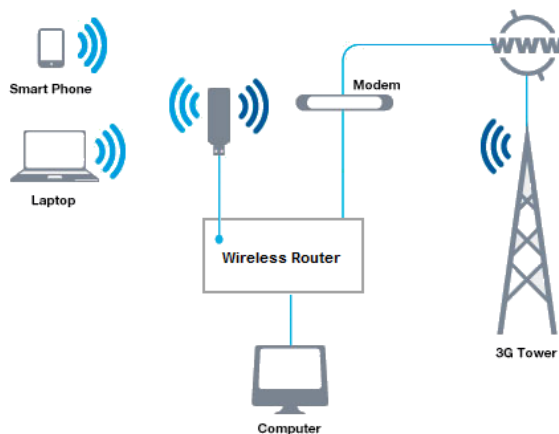 WWW
Smart Phone
Modem
Laptop
Wireless Router
3G Tower
Computer